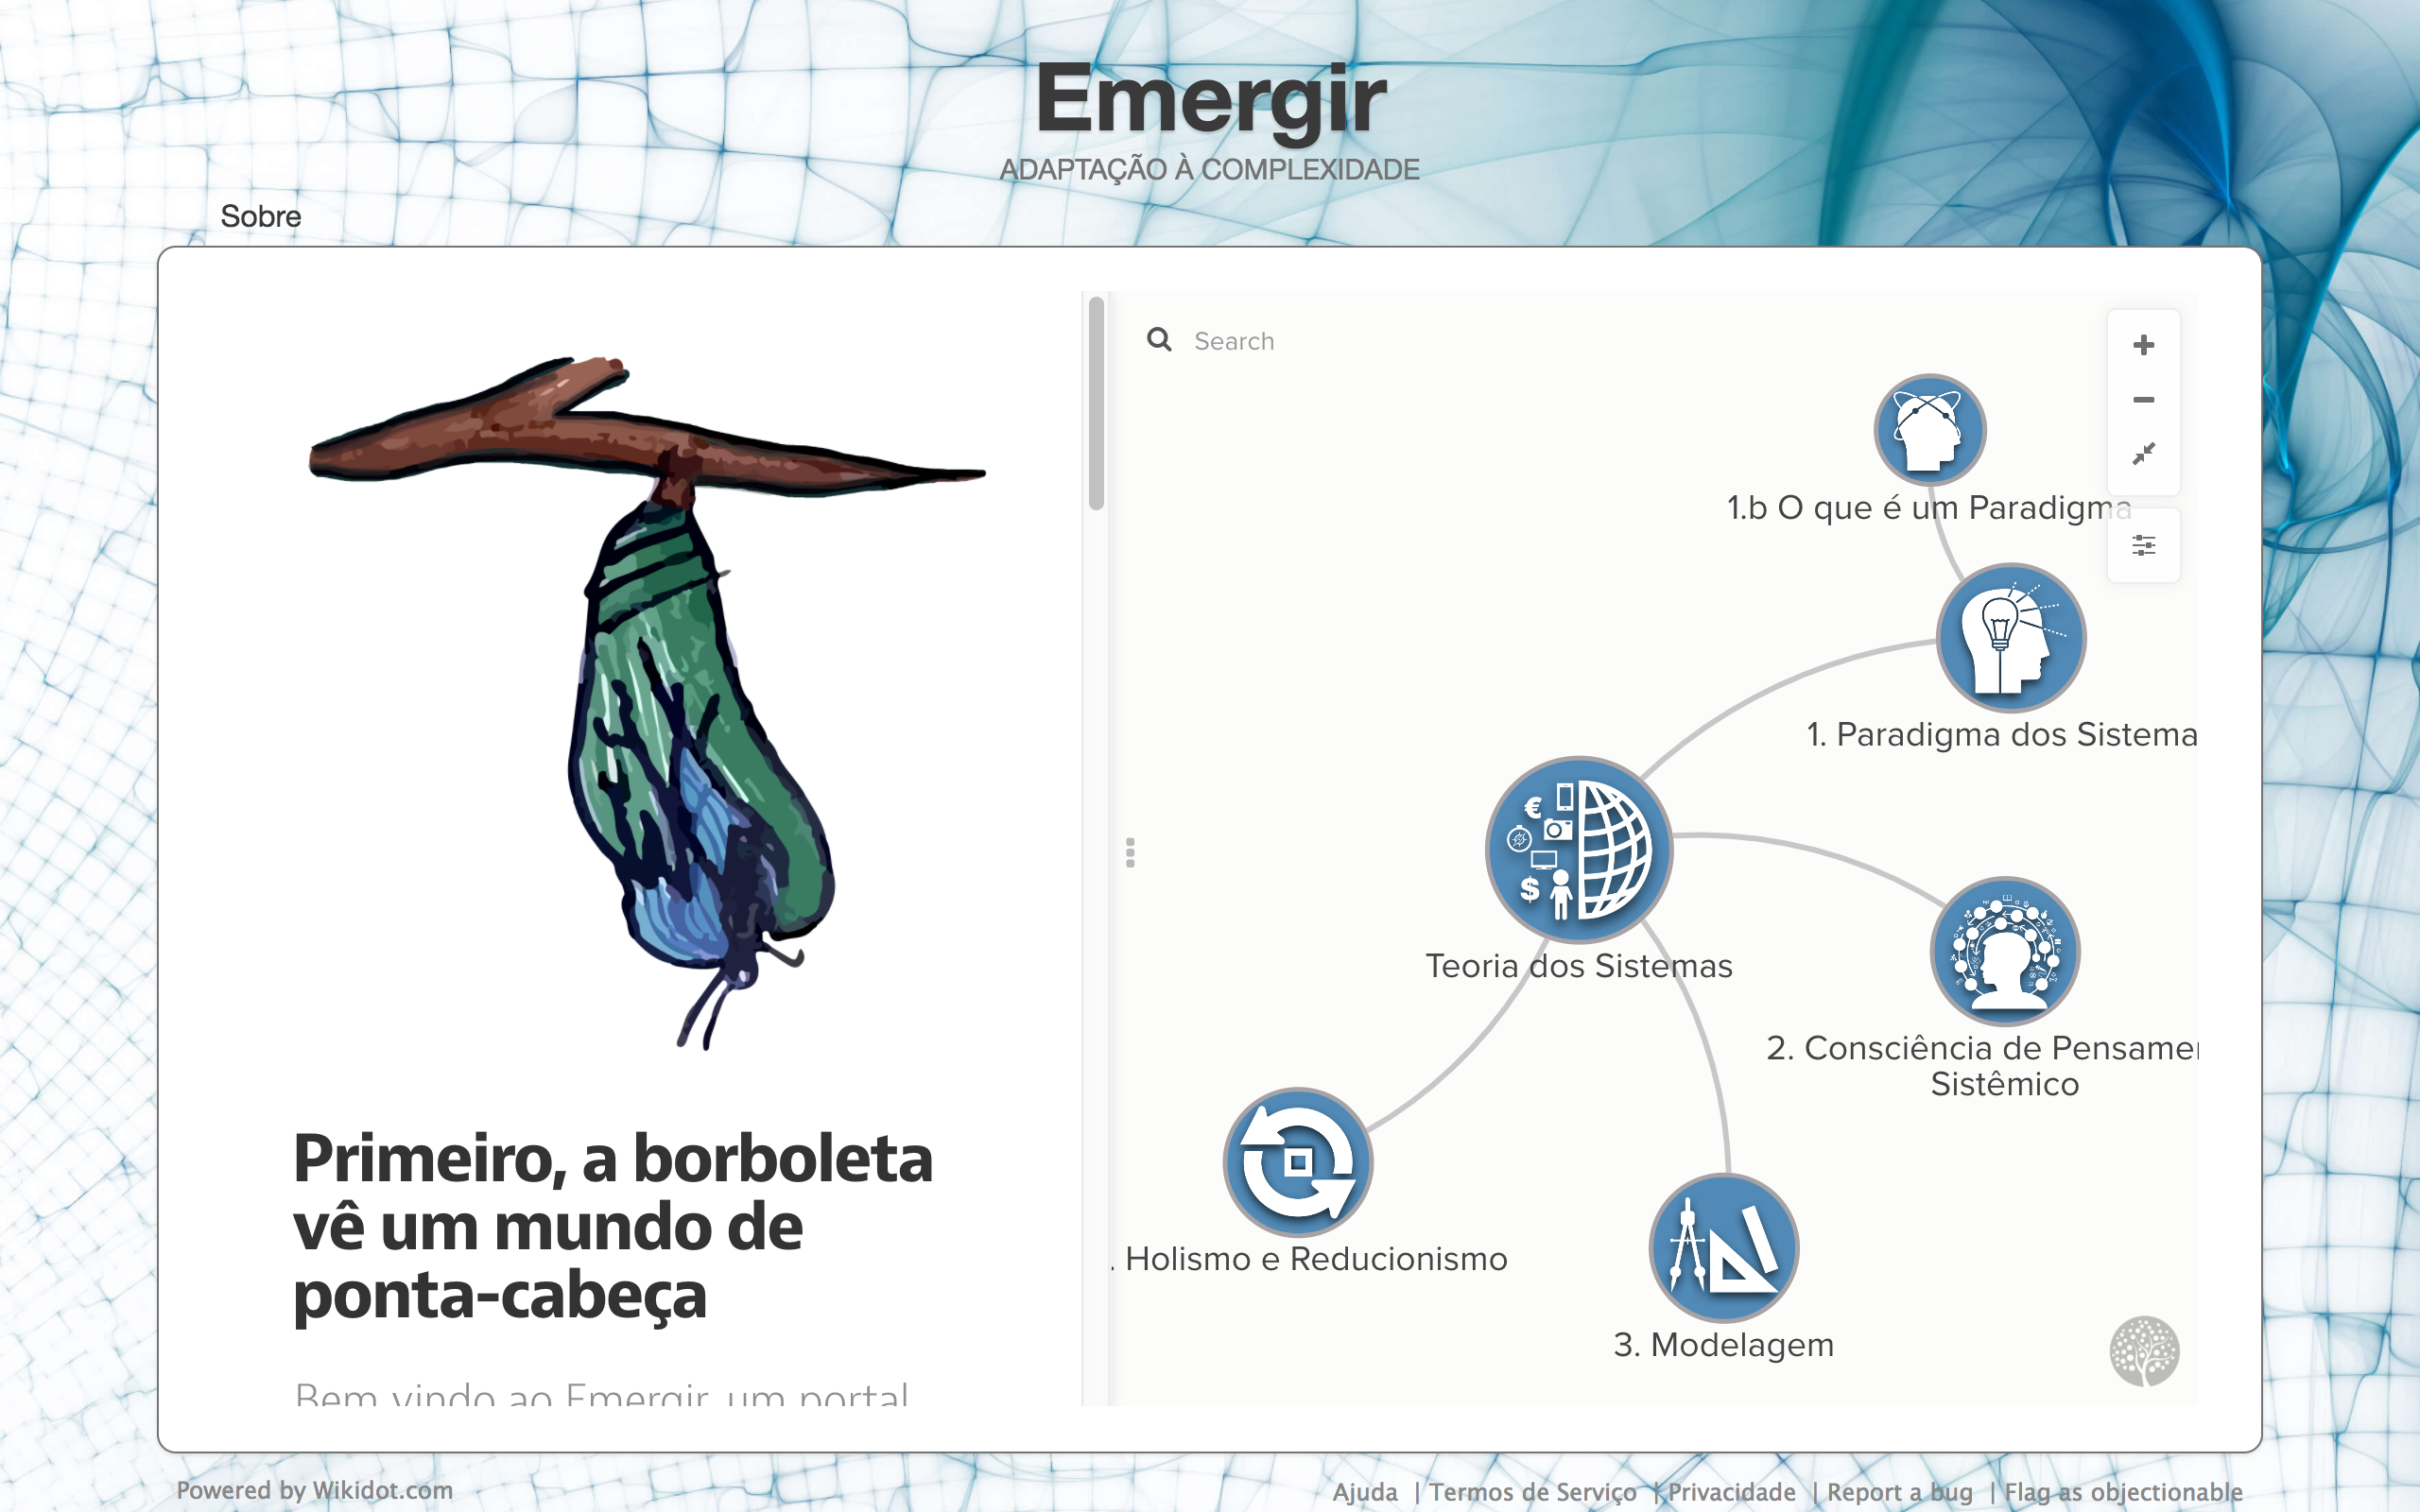 Emergir
ADAPTAÇÃO À COMPLEXIDADE
Sobre
Primeiro, a borboleta
vê um mundo de
ponta-cabeça
Bem vindo ao Emergir, um portal
Search
1.b O que é um Paradigma
1. Paradigma dos Sistema
Teoria dos Sistemas
2. Consciência de Pensame
Sistêmico
. Holismo e Reducionismo
3. Modelagem
Powered by Wikidot.com
Ajuda | Termos de Serviço | Privacidade | Report a bug | Flag as objectionable